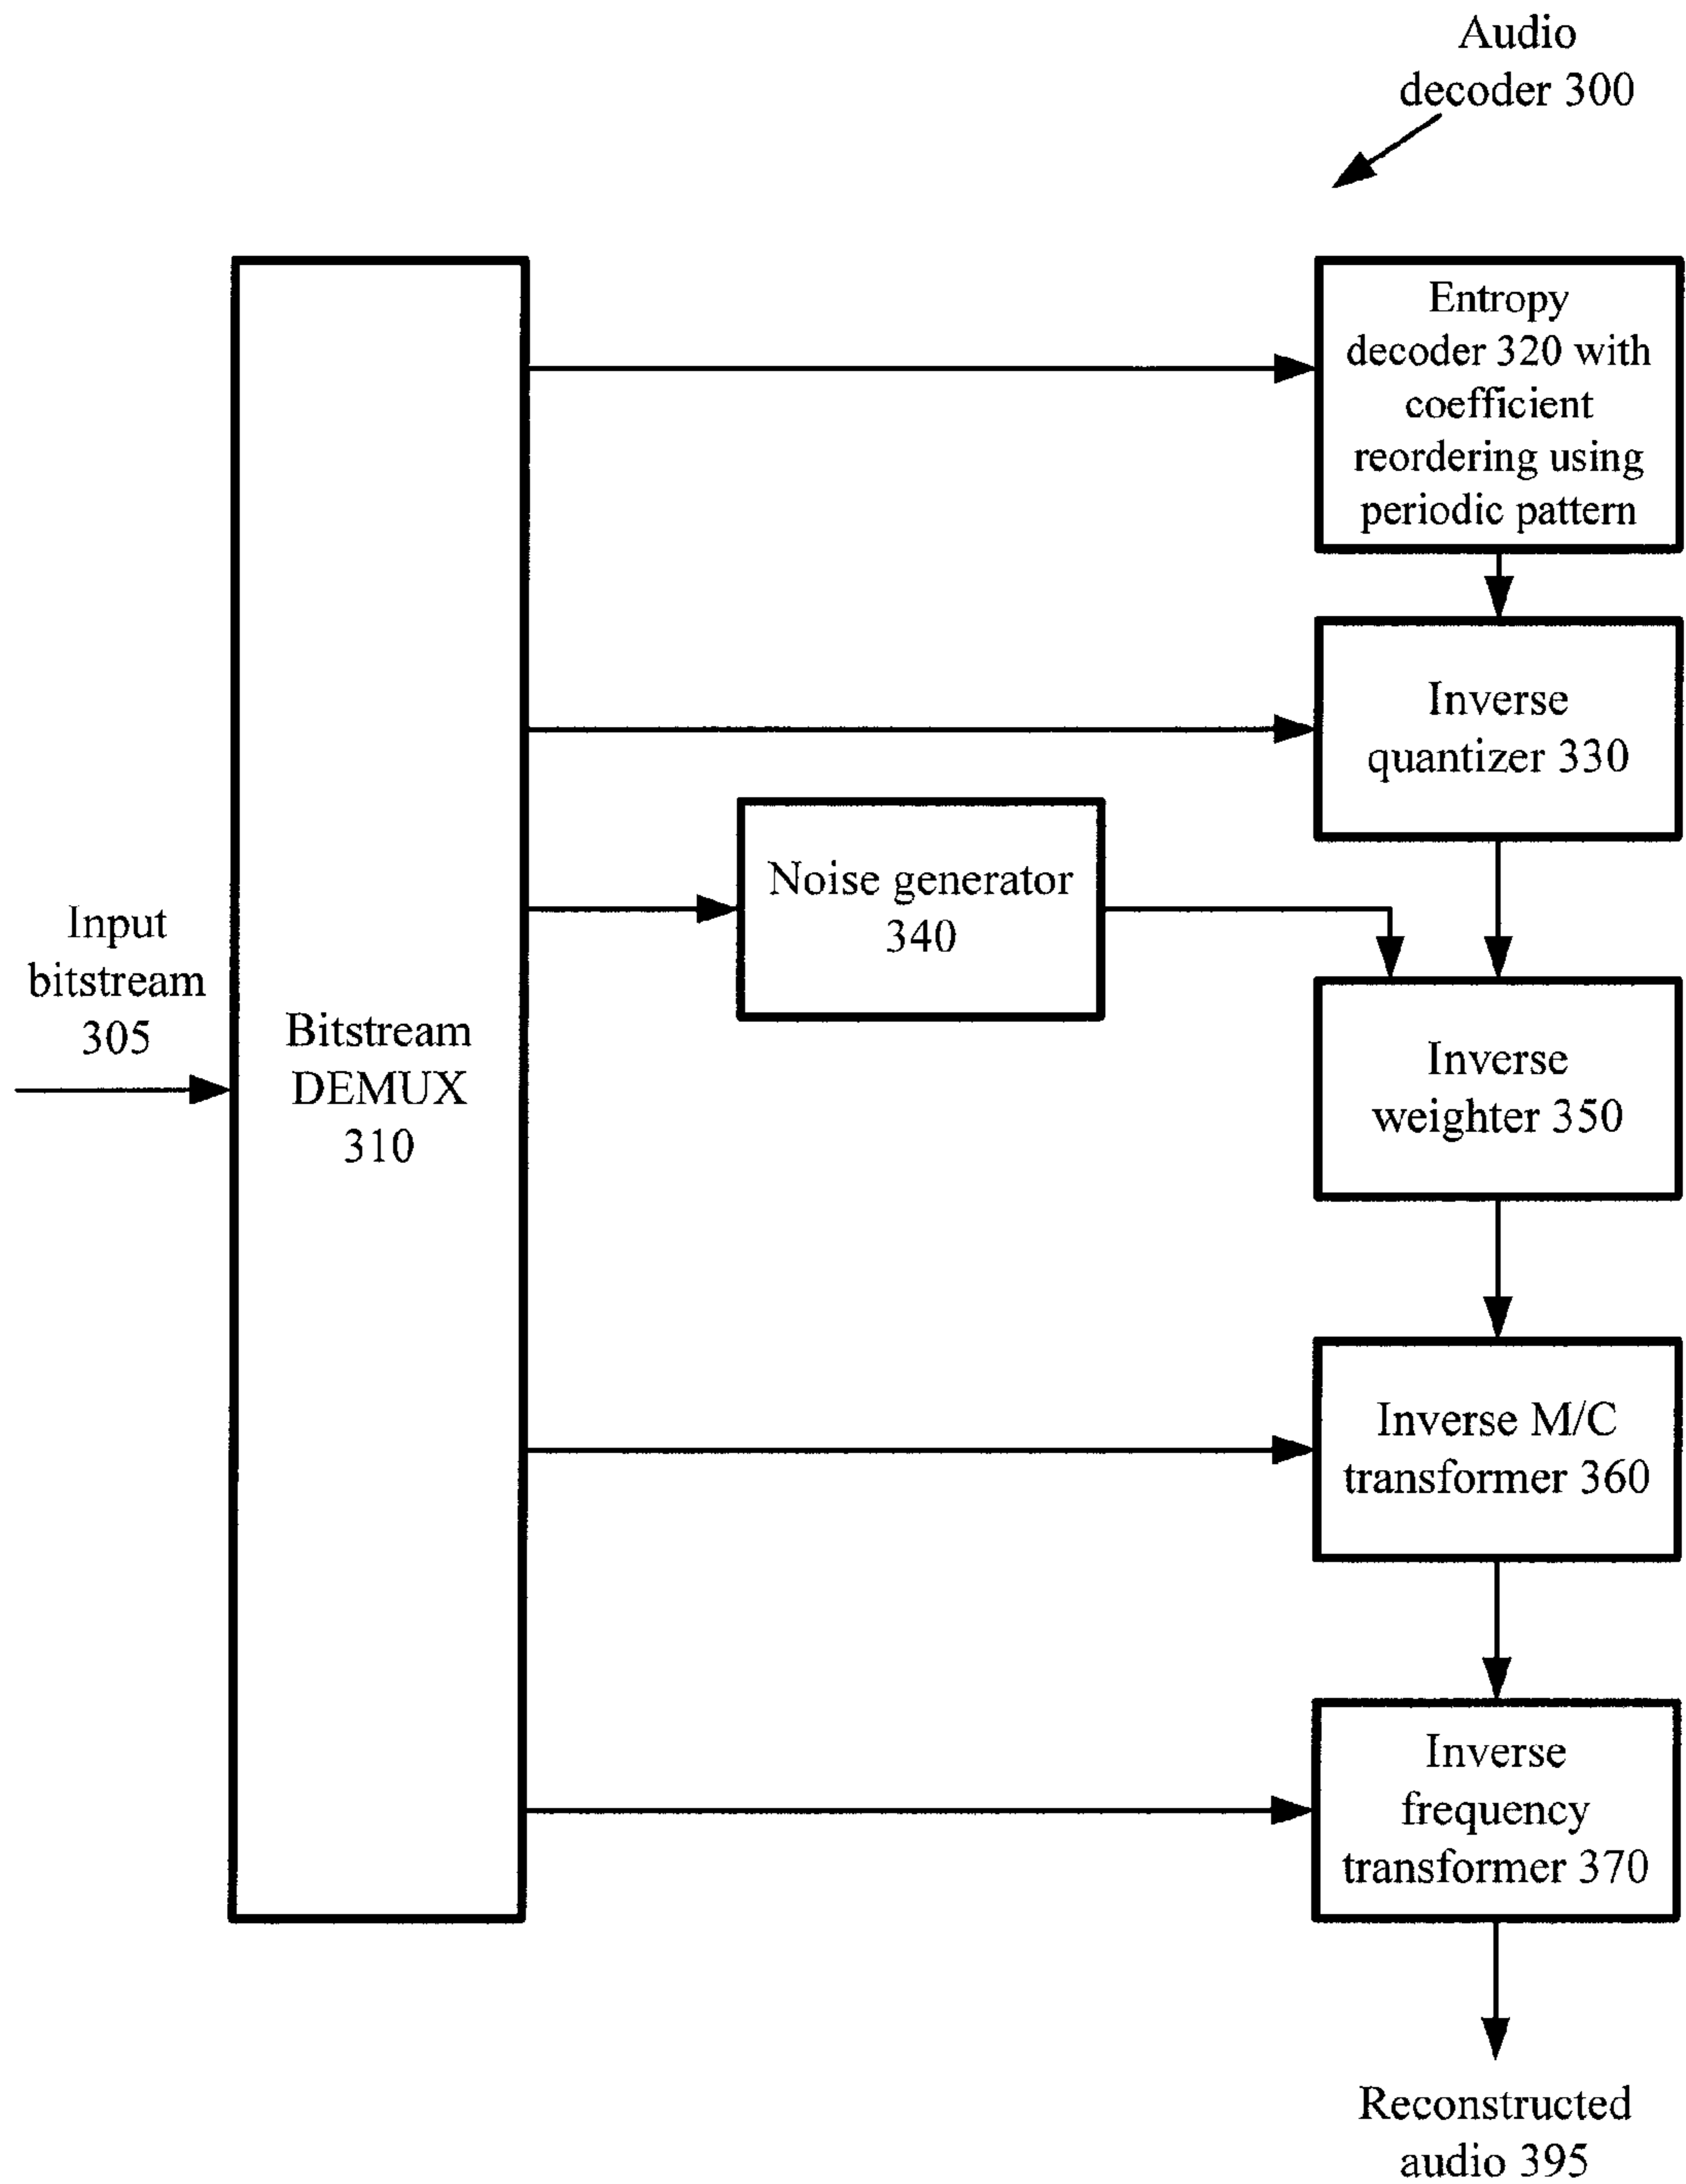 Audio
decoder 300
Entropy
decoder 320 with
coefficient
reordering using
periodic pattern
Inverse
quantizer 330
Noise generator
340
Input
bitstream
305
Bitstream
DEMUX
310
Inverse
weighter 350
Inverse M/C
transformer 360
Inverse
frequency
transformer 370
Reconstructed
audio 395